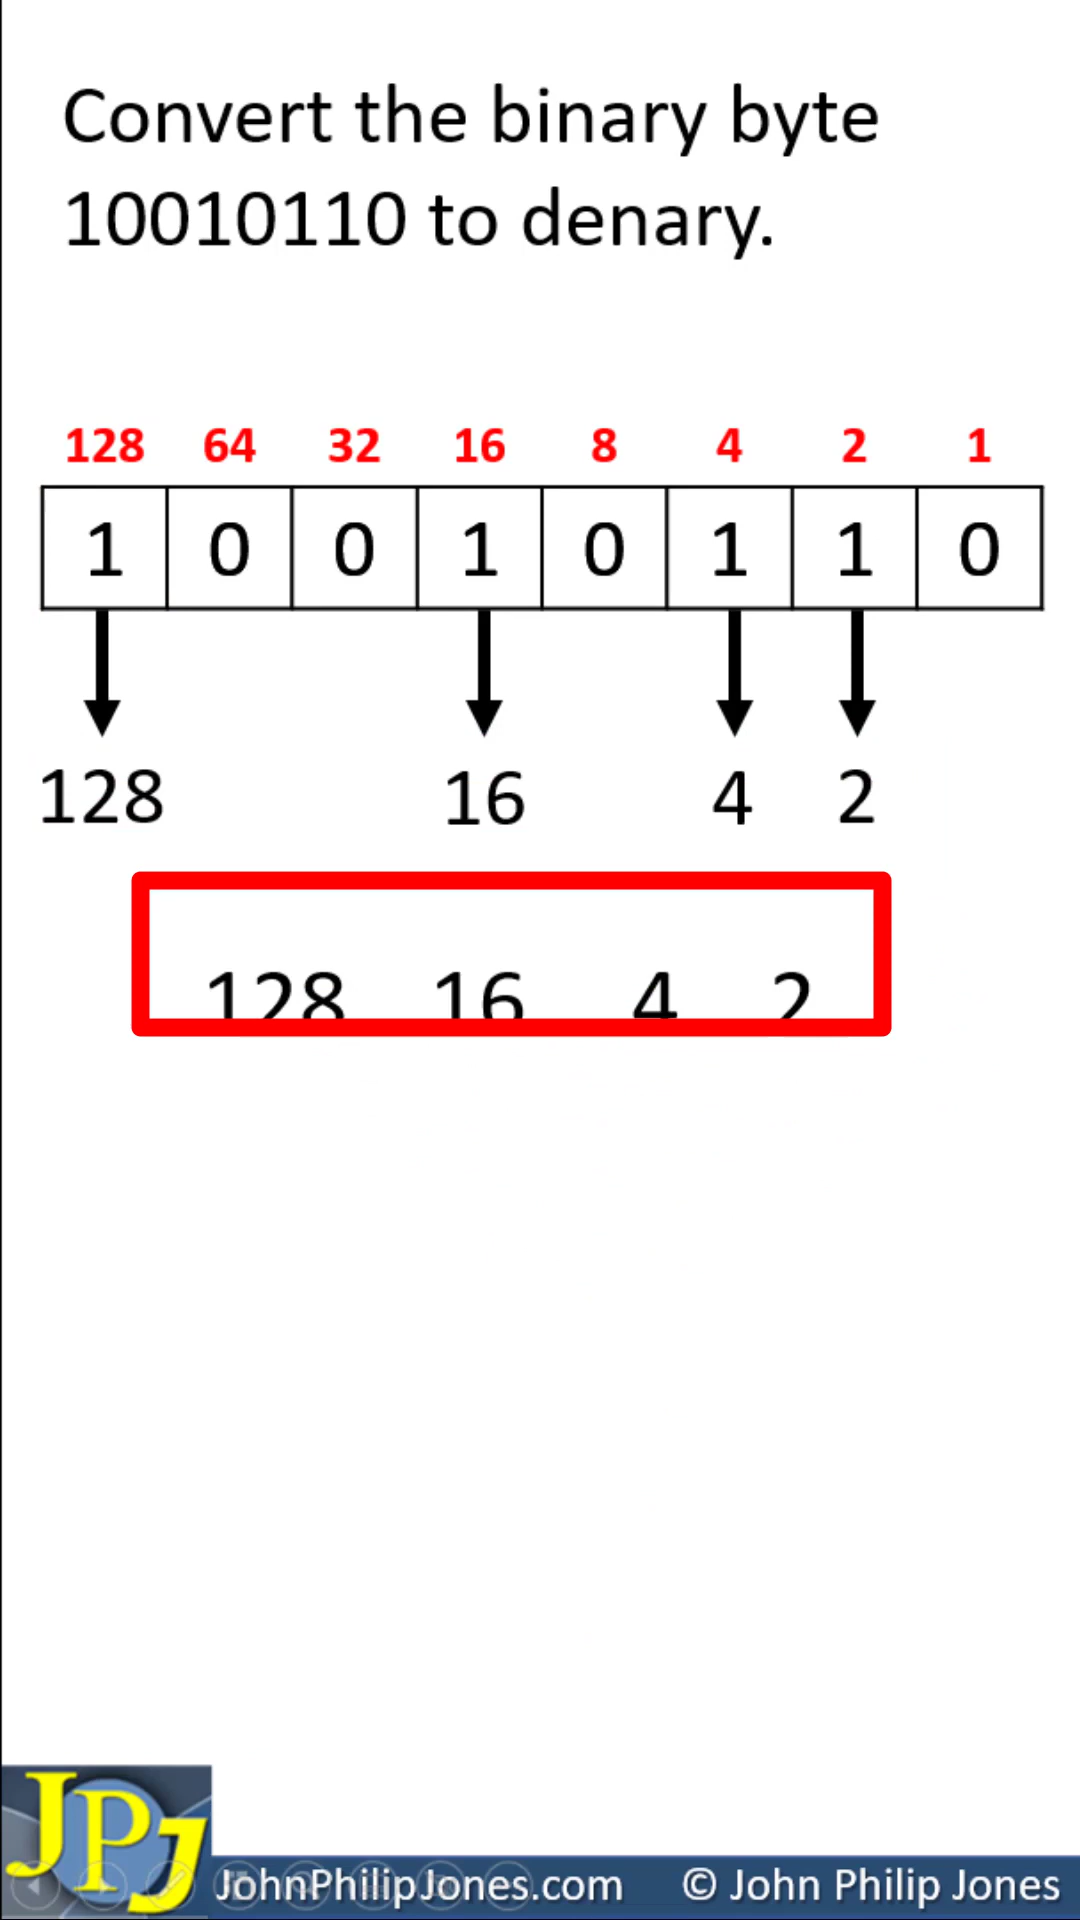 Convert the binary byte
10010110 to denary.
128 64 32 16 8 4 2 1
1 0 0 1 0 1 1 0
128 16 4 2
128 16 4 2
JPJ
JohnPhilipJones.com © John Philip Jones